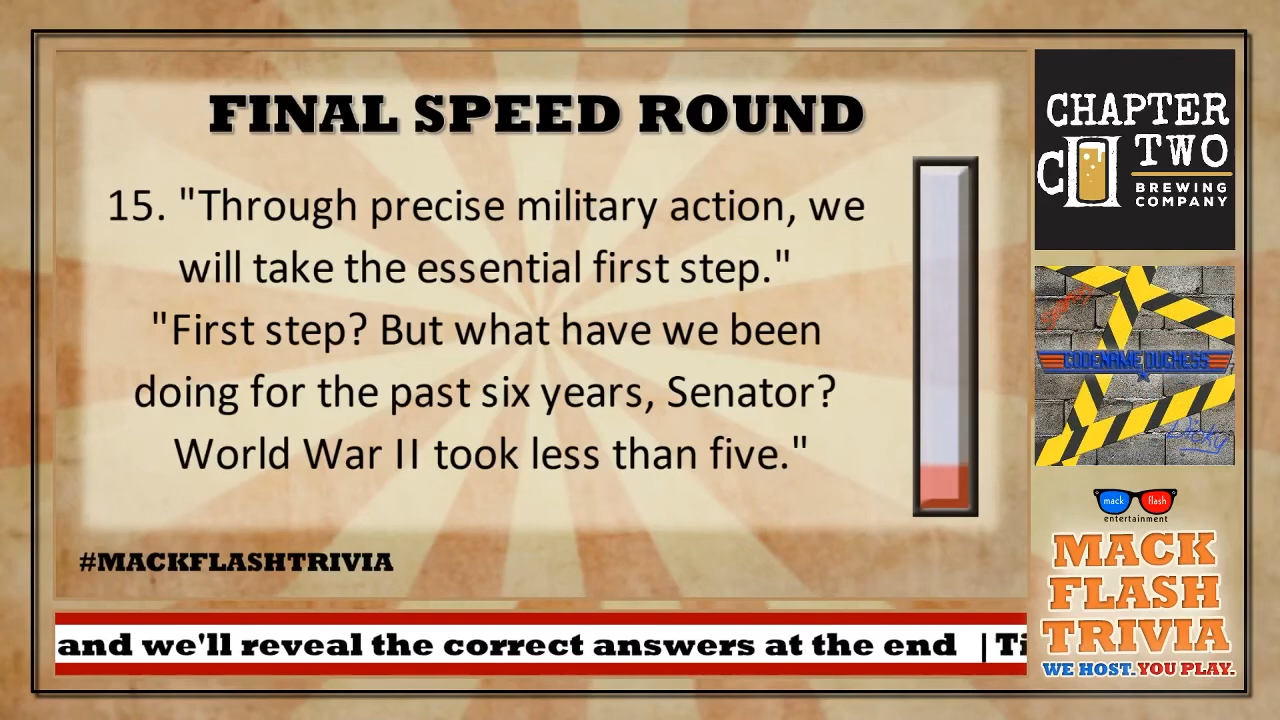 FINAL SPEED ROUND
15. "Through precise military action, we
will take the essential first step."
"First step? But what have we been
doing for the past six years, Senator?
World War II took less than five."
#MACKFLASHTRIVIA
and we'll reveal the correct answers at the end | Ti
CHAPTER
TWO
BREWING
COMPANY
CODENAME DUCHESS
mack flash
entertainment
MACK
FLASH
TRIVIA
WE HOST. YOU PLAY.